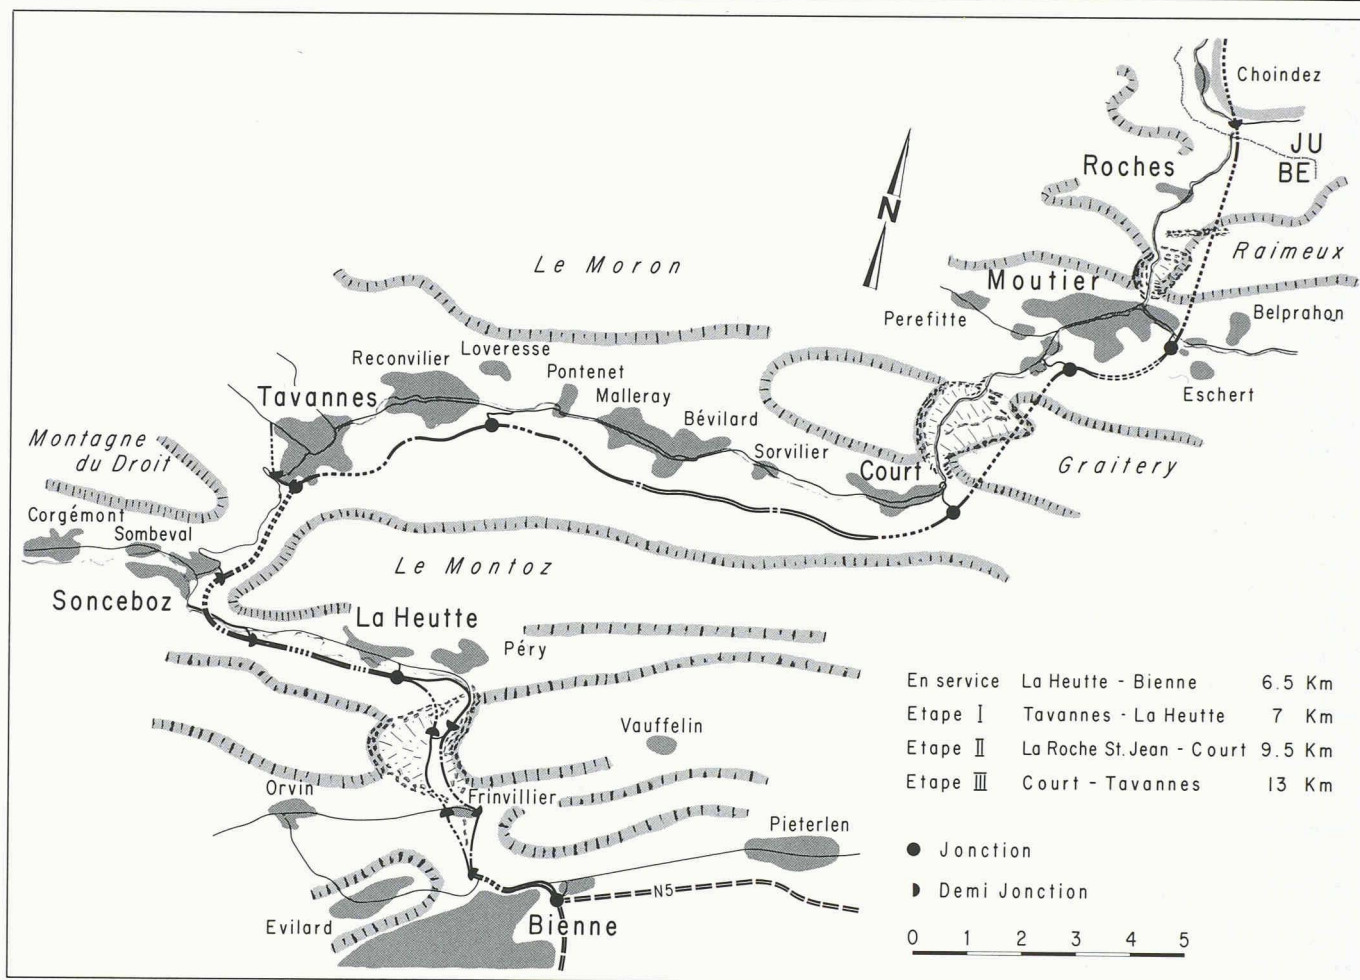 Choindez
JU
BE
Roches
Raimeux
N
Le Moron
Moutier
Perefitte
Belprahon
Eschert
Reconvilier
Loveresse
Pontenet
Malleray
Tavannes
Bévilard
Sorvilier
Court
Graitery
Montagne
du Droit
Corgémont
Sombeval
Le Montoz
Sonceboz
La Heutte
Péry
Vauffelin
En service La Heutte - Bienne 6.5 Km
Etape I Tavannes - La Heutte 7 Km
Etape II La Roche St. Jean - Court 9.5 Km
Etape III Court - Tavannes 13 Km
Orvin
Frinvillier
Pieterlen
Jonction
Demi Jonction
N5
Evilard
Bienne
0 1 2 3 4 5